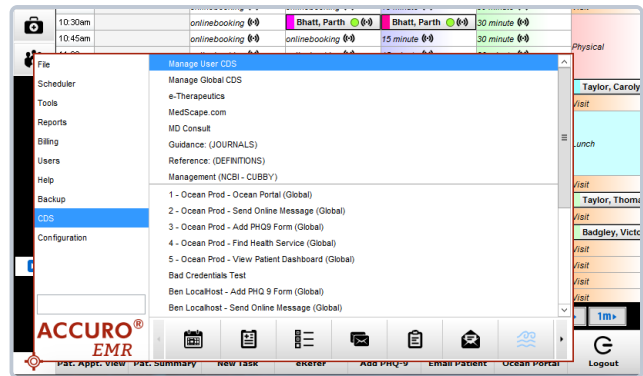 10:30am
onlinebooking
Bhatt, Parth
Bhatt, Parth
30 minute
10:45am
onlinebooking
onlinebooking
15 minute
30 minute
Physical
File
Scheduler
Tools
Reports
Billing
Users
Help
Backup
CDS
Configuration
Manage User CDS
Manage Global CDS
e-Therapeutics
MedScape.com
MD Consult
Guidance: (JOURNALS)
Reference: (DEFINITIONS)
Management (NCBI - CUBBY)
1 - Ocean Prod - Ocean Portal (Global)
2 - Ocean Prod - Send Online Message (Global)
3 - Ocean Prod - Add PHQ9 Form (Global)
4 - Ocean Prod - Find Health Service (Global)
5 - Ocean Prod - View Patient Dashboard (Global)
Bad Credentials Test
Ben LocalHost - Add PHQ 9 Form (Global)
Ben Localhost - Send Online Message (Global)
Taylor, Caroly
Visit
Lunch
Visit
Taylor, Thoma
Visit
Badgley, Victo
Visit
Visit
Visit
Visit
1m
ACCURO®
EMR
Pat. Appt. View
Pat. Summary
New Task
eRefer
Add PHQ-9
Email Patient
Ocean Portal
Logout